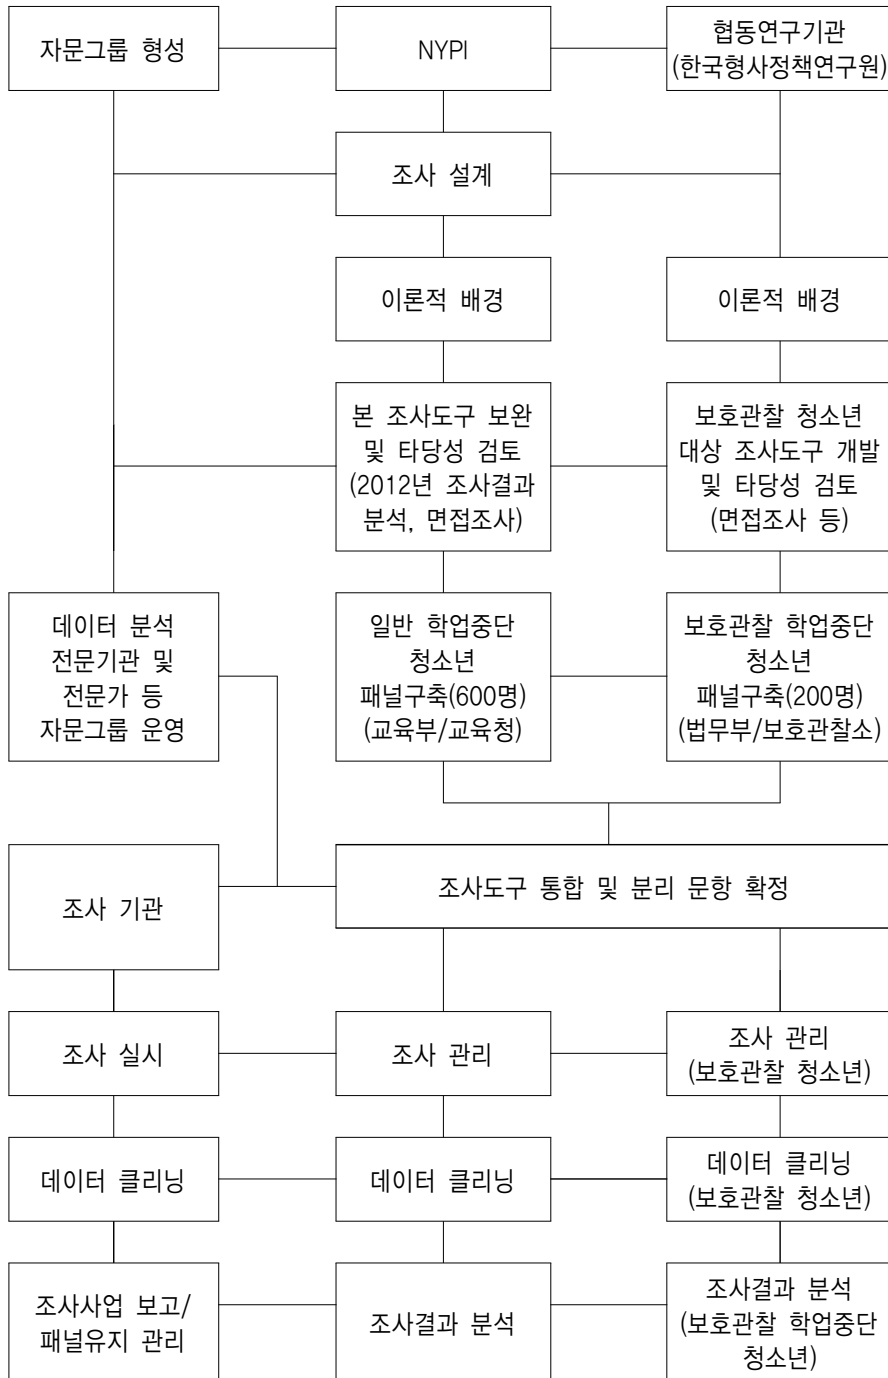 자문그룹 형성
NYPI
협동연구기관
(한국형사정책연구원)
조사 설계
이론적 배경
이론적 배경
본 조사도구 보완
및 타당성 검토
(2012년 조사결과
분석, 면접조사)
보호관찰 청소년
대상 조사도구 개발
및 타당성 검토
(면접조사 등)
데이터 분석
전문기관 및
전문가 등
자문그룹 운영
일반 학업중단
청소년
패널구축(600명)
(교육부/교육청)
보호관찰 학업중단
청소년
패널구축(200명)
(법무부/보호관찰소)
조사 기관
조사도구 통합 및 분리 문항 확정
조사 실시
조사 관리
조사 관리
(보호관찰 청소년)
데이터 클리닝
데이터 클리닝
데이터 클리닝
(보호관찰 청소년)
조사사업 보고/
패널유지 관리
조사결과 분석
조사결과 분석
(보호관찰 학업중단
청소년)